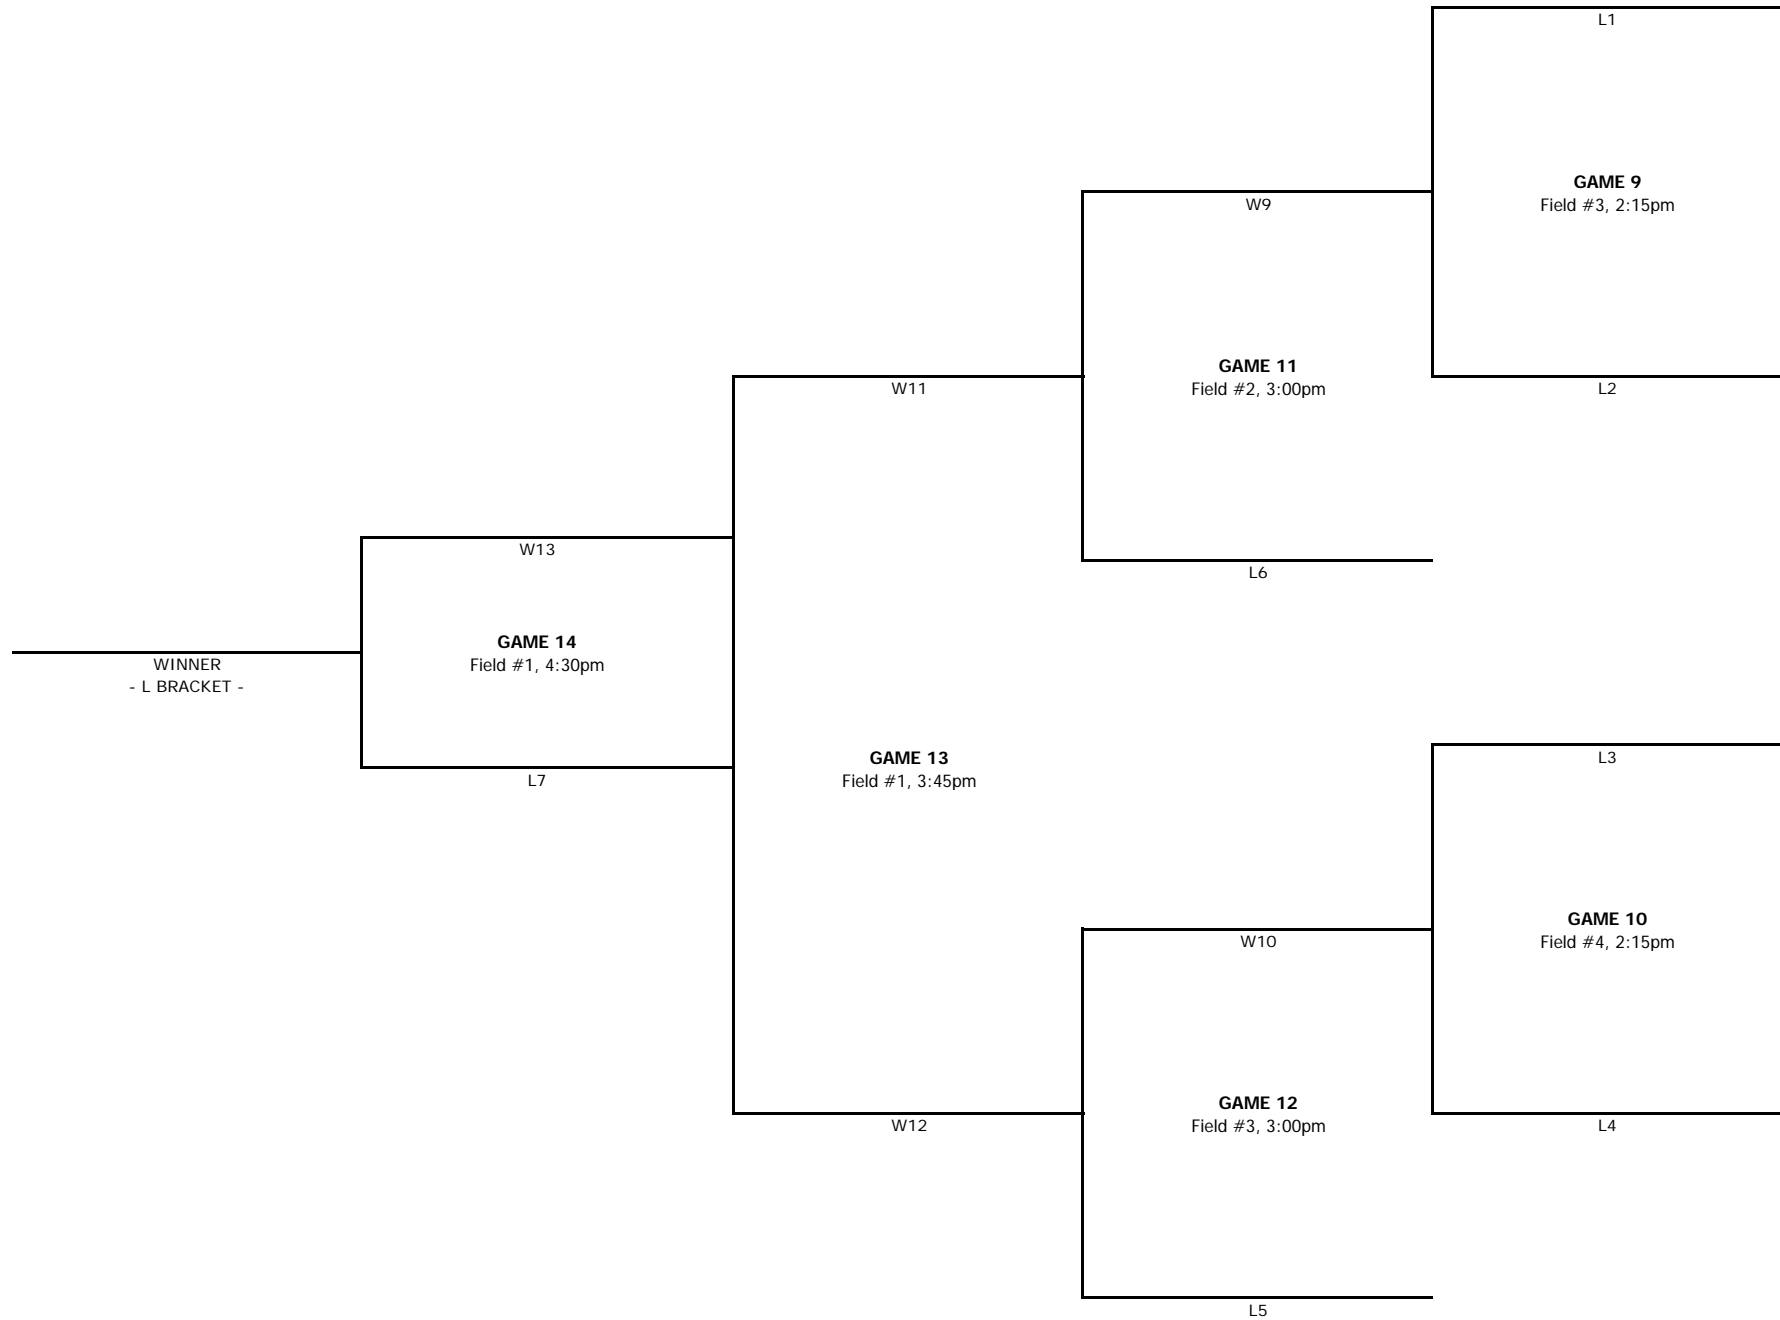 L1
GAME 9
Field #3, 2:15pm
W9
GAME 11
Field #2, 3:00pm
W11
L2
W13
L6
GAME 14
Field #1, 4:30pm
WINNER
- L BRACKET -
GAME 13
Field #1, 3:45pm
L3
L7
GAME 10
Field #4, 2:15pm
W10
GAME 12
Field #3, 3:00pm
W12
L4
L5